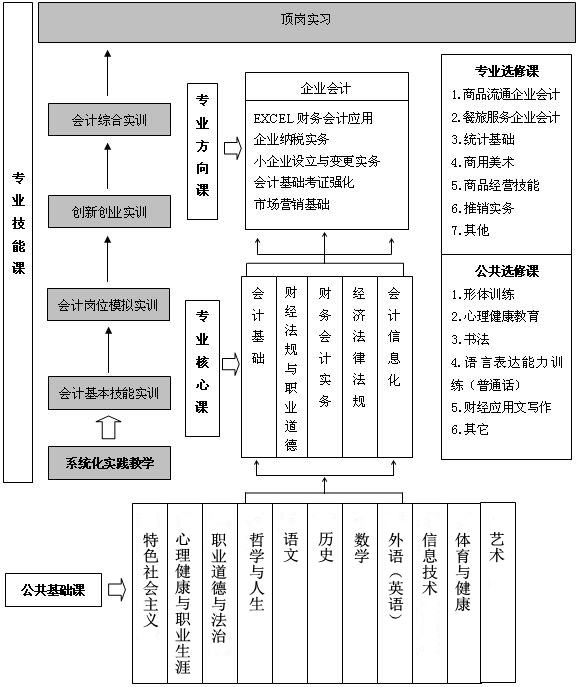 顶岗实习
专业技能课
会计综合实训
创新创业实训
会计岗位模拟实训
会计基本技能实训
系统化实践教学
专业方向课
企业会计
EXCEL 财务会计应用
企业纳税实务
小企业设立与变更实务
会计基础考证强化
市场营销基础
专业核心课
会计基础
财经法规与职业道德
财务会计实务
经济法律法规
会计信息化
专业选修课
1.商品流通企业会计
2.餐旅服务企业会计
3.统计基础
4.商用美术
5.商品经营技能
6.推销实务
7.其他
公共选修课
1.形体训练
2.心理健康教育
3.书法
4.语言表达能力训
练（普通话）
5.财经应用文写作
6.其它
公共基础课
特色社会主义
心理健康与职业生涯
职业道德与法治
哲学与人生
语文
历史
数学
外语（英语）
信息技术
体育与健康
艺术